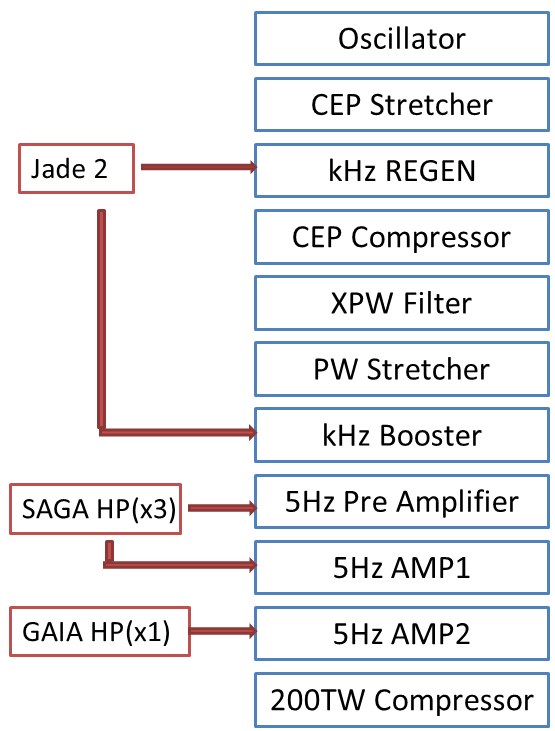 Oscillator
CEP Stretcher
Jade 2
kHz REGEN
CEP Compressor
XPW Filter
PW Stretcher
kHz Booster
SAGA HP(x3)
5Hz Pre Amplifier
5Hz AMP1
GAIA HP(x1)
5Hz AMP2
200TW Compressor